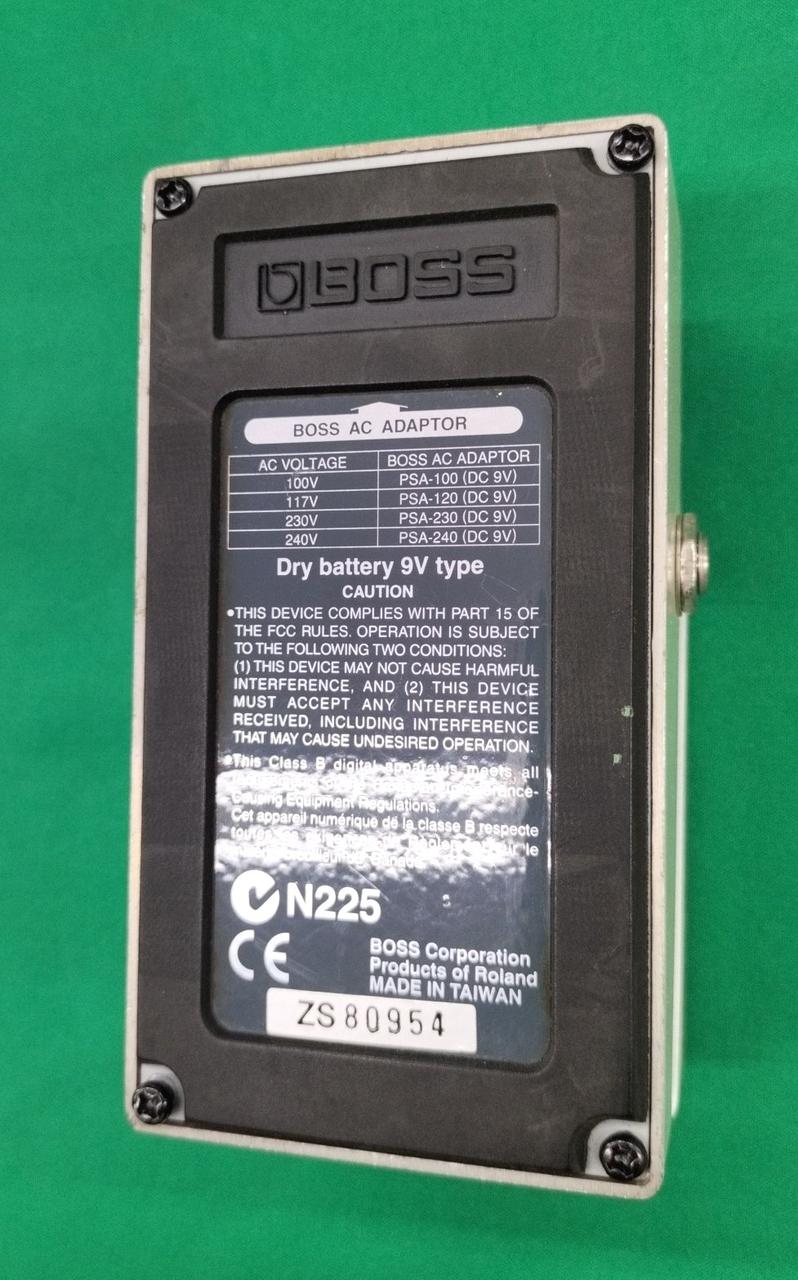 BOSS
BOSS AC ADAPTOR
AC VOLTAGE BOSS AC ADAPTOR
100V PSA-100 (DC 9V)
117V PSA-120 (DC 9V)
230V PSA-230 (DC 9V)
240V PSA-240 (DC 9V)
Dry battery 9V type
CAUTION
•THIS DEVICE COMPLIES WITH PART 15 OF
THE FCC RULES. OPERATION IS SUBJECT
TO THE FOLLOWING TWO CONDITIONS:
(1) THIS DEVICE MAY NOT CAUSE HARMFUL
INTERFERENCE, AND (2) THIS DEVICE
MUST ACCEPT ANY INTERFERENCE
RECEIVED, INCLUDING INTERFERENCE
THAT MAY CAUSE UNDESIRED OPERATION.
•This Class B digital apparatus meets all
Causing Equipment Regulations.
Cet appareil numérique de la classe B respecte
toutes le
N225
CE
BOSS Corporation
Products of Roland
MADE IN TAIWAN
ZS80954